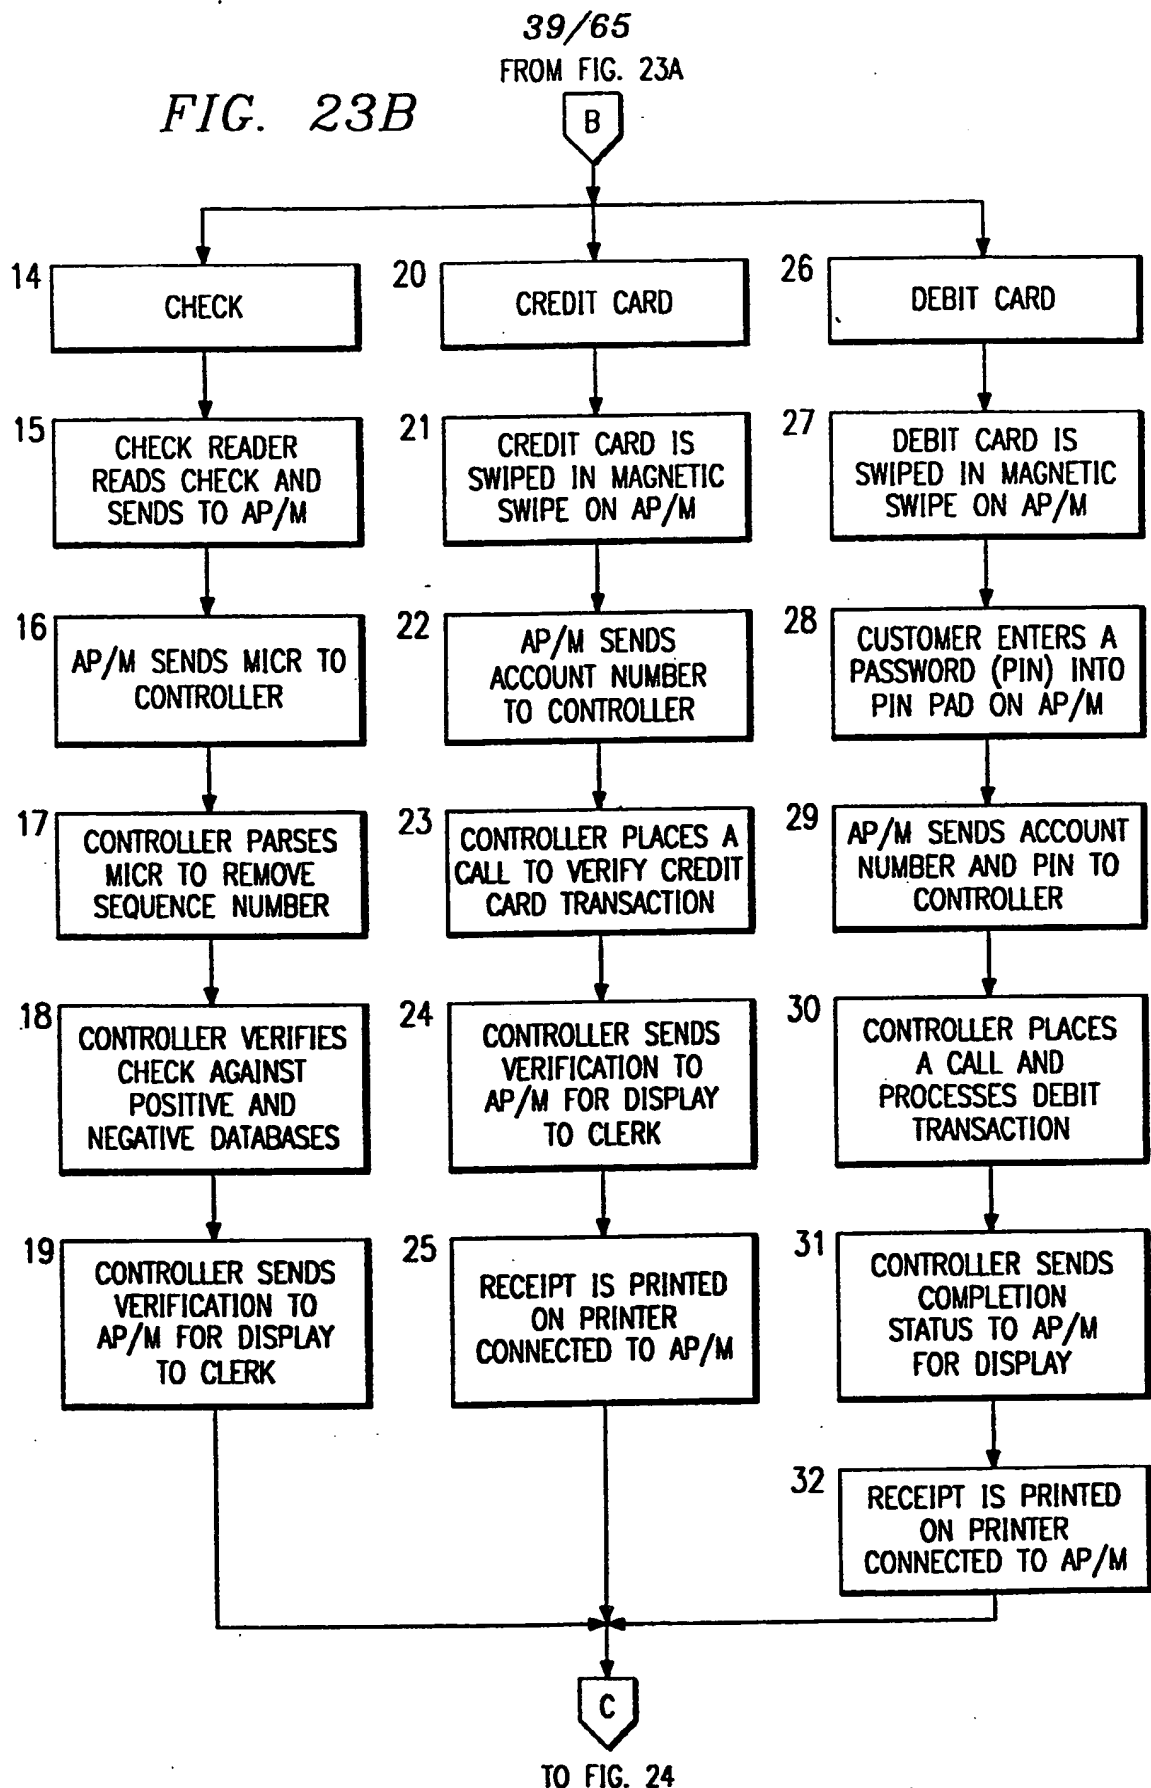 39/65
FROM FIG. 23A
FIG. 23B
B
14
CHECK
15
CHECK READER
READS CHECK AND
SENDS TO AP/M
16
AP/M SENDS MICR TO
CONTROLLER
17
CONTROLLER PARSES
MICR TO REMOVE
SEQUENCE NUMBER
18
CONTROLLER VERIFIES
CHECK AGAINST
POSITIVE AND
NEGATIVE DATABASES
19
CONTROLLER SENDS
VERIFICATION TO
AP/M FOR DISPLAY
TO CLERK
20
CREDIT CARD
21
CREDIT CARD IS
SWIPED IN MAGNETIC
SWIPE ON AP/M
22
AP/M SENDS
ACCOUNT NUMBER
TO CONTROLLER
23
CONTROLLER PLACES A
CALL TO VERIFY CREDIT
CARD TRANSACTION
24
CONTROLLER SENDS
VERIFICATION TO
AP/M FOR DISPLAY
TO CLERK
25
RECEIPT IS PRINTED
ON PRINTER
CONNECTED TO AP/M
26
DEBIT CARD
27
DEBIT CARD IS
SWIPED IN MAGNETIC
SWIPE ON AP/M
28
CUSTOMER ENTERS A
PASSWORD (PIN) INTO
PIN PAD ON AP/M
29
AP/M SENDS ACCOUNT
NUMBER AND PIN TO
CONTROLLER
30
CONTROLLER PLACES
A CALL AND
PROCESSES DEBIT
TRANSACTION
31
CONTROLLER SENDS
COMPLETION
STATUS TO AP/M
FOR DISPLAY
32
RECEIPT IS PRINTED
ON PRINTER
CONNECTED TO AP/M
C
TO FIG. 24